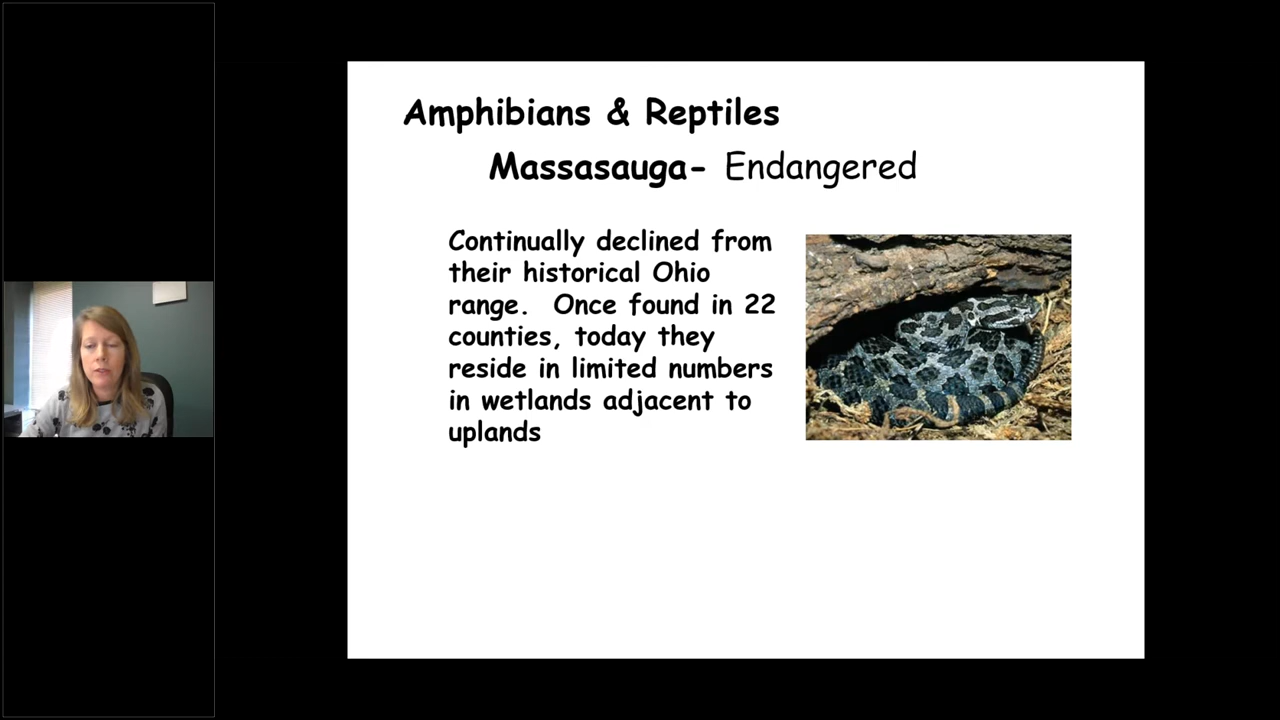 Amphibians & Reptiles
Massasauga- Endangered
Continually declined from
their historical Ohio
range.  Once found in 22
counties, today they
reside in limited numbers
in wetlands adjacent to
uplands